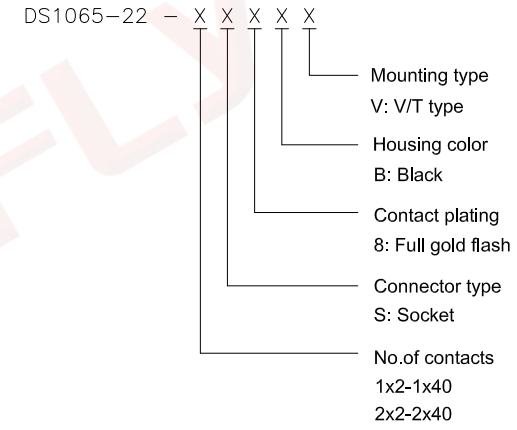 DS1065-22 - X X X X X
Mounting type
V: V/T type
Housing color
B: Black
Contact plating
8: Full gold flash
Connector type
S: Socket
No.of contacts
1x2-1x40
2x2-2x40